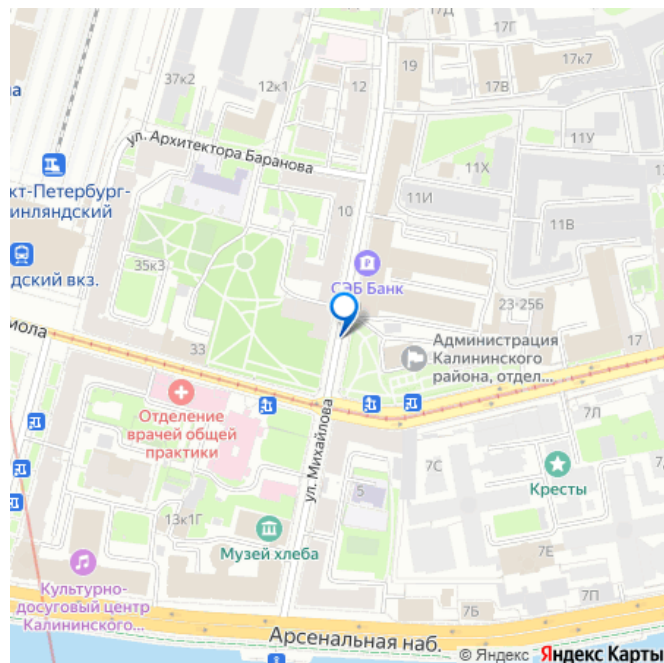 17Д
17Г
19
17к7
37к2
12к1
12
17В
на
ул. Архитектора Баранова
11У
11Х
кт-Петербург-
инляндский
11И
10
11В
35к3
дский вкз.
СЭБ Банк
23-25Б
иола
33
Администрация
Калининского
района, отдел...
17
Отделение
врачей общей
практики
ул. Михайлова
7Л
7С
Кресты
5
13к1Г
Музей хлеба
7Е
Культурно-
досуговый центр
Калининского...
7Б
7П
Арсенальная наб.
© Яндекс Яндекс Карты